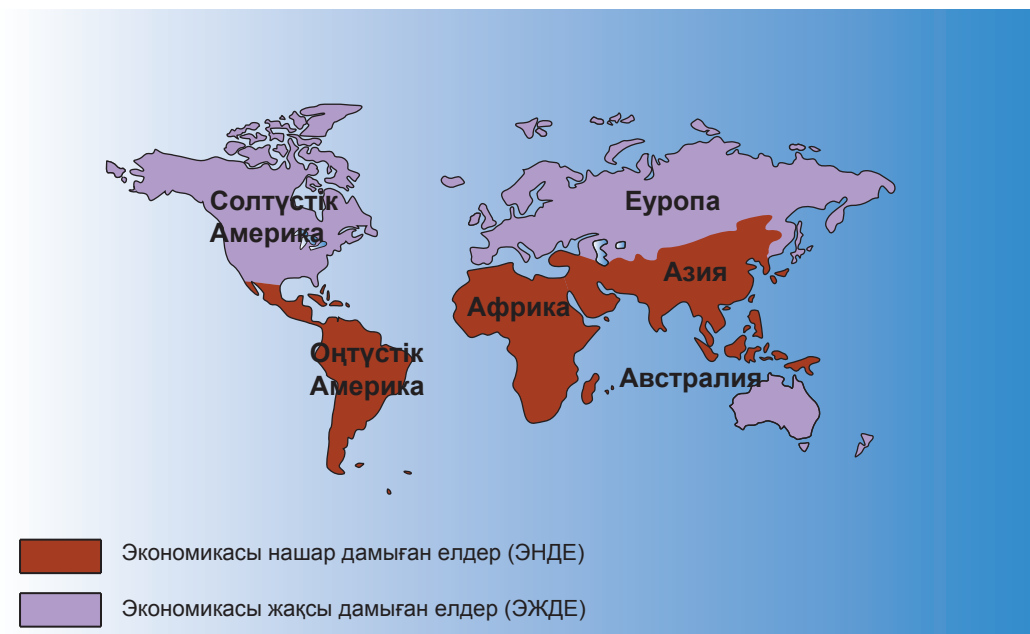 Солтүстік
Америка
Еуропа
Азия
Африка
Оңтүстік
Америка
Австралия
Экономикасы нашар дамыған елдер (ЭНДЕ)
Экономикасы жақсы дамыған елдер (ЭЖДЕ)